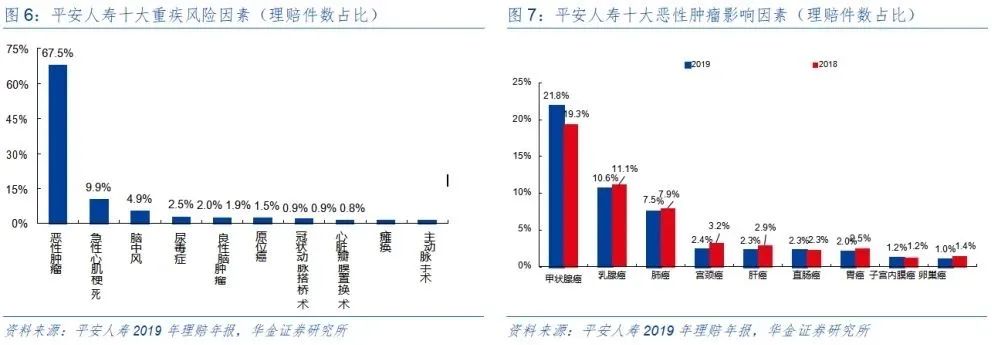 图 6：平安人寿十大重疾风险因素（理赔件数占比）
75%
60%
45%
30%
15%
0%
67.5%
9.9%
4.9%
2.5%
2.0%
1.9%
1.5%
0.9%
0.9%
0.8%
恶性肿瘤
急性心肌梗死
脑中风
尿毒症
良性脑肿瘤
原位癌
冠状动脉搭桥术
心脏瓣膜置换术
瘫痪
主动脉手术
资料来源：平安人寿 2019 年理赔年报，华金证券研究所
图 7：平安人寿十大恶性肿瘤影响因素（理赔件数占比）
2019
2018
25%
20%
15%
10%
5%
0%
21.8%
19.3%
10.6%
11.1%
7.5%
7.9%
2.4%
3.2%
2.3%
2.9%
2.3%
2.3%
2.0%
2.5%
1.2%
1.2%
1.0%
1.4%
甲状腺癌
乳腺癌
肺癌
宫颈癌
肝癌
直肠癌
胃癌
子宫内膜癌
卵巢癌
资料来源：平安人寿 2019 年理赔年报，华金证券研究所